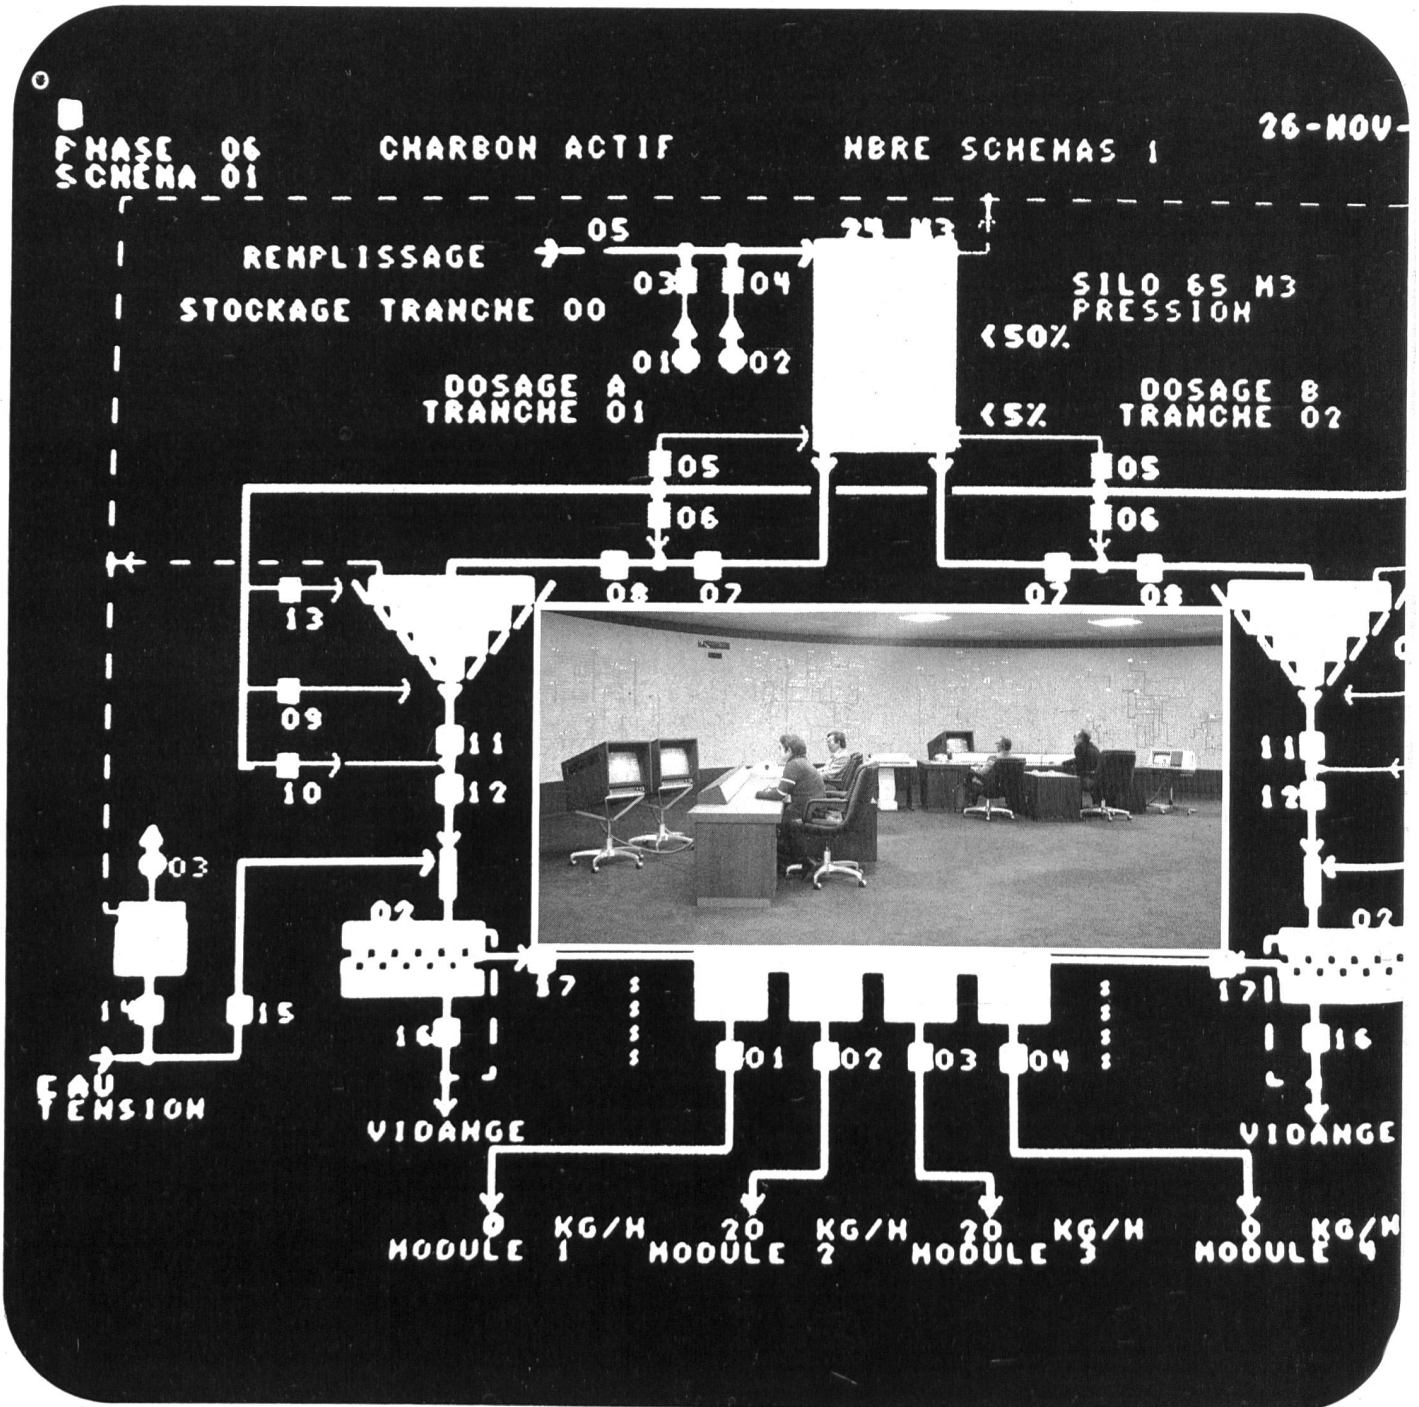 26-NOV-
PHASE 06 CHARBON ACTIF NBRE SCHEMAS 1
SCHEMA 01
05 24 M3
REMPLISSAGE
03 04 SILO 65 M3
STOCKAGE TRANCHE 00 PRESSION
<50%
01 02
DOSAGE A DOSAGE B
TRANCHE 01 <5% TRANCHE 02
05 05
06 06
08 07 07 08
13
09
11 11
10 12 12
03
02 02
17 17
14 15 16 16
01 02 03 04
EAU
TENSION
VIDANGE VIDANGE
0 KG/H 20 KG/H 20 KG/H 0 KG/H
MODULE 1 MODULE 2 MODULE 3 MODULE 4